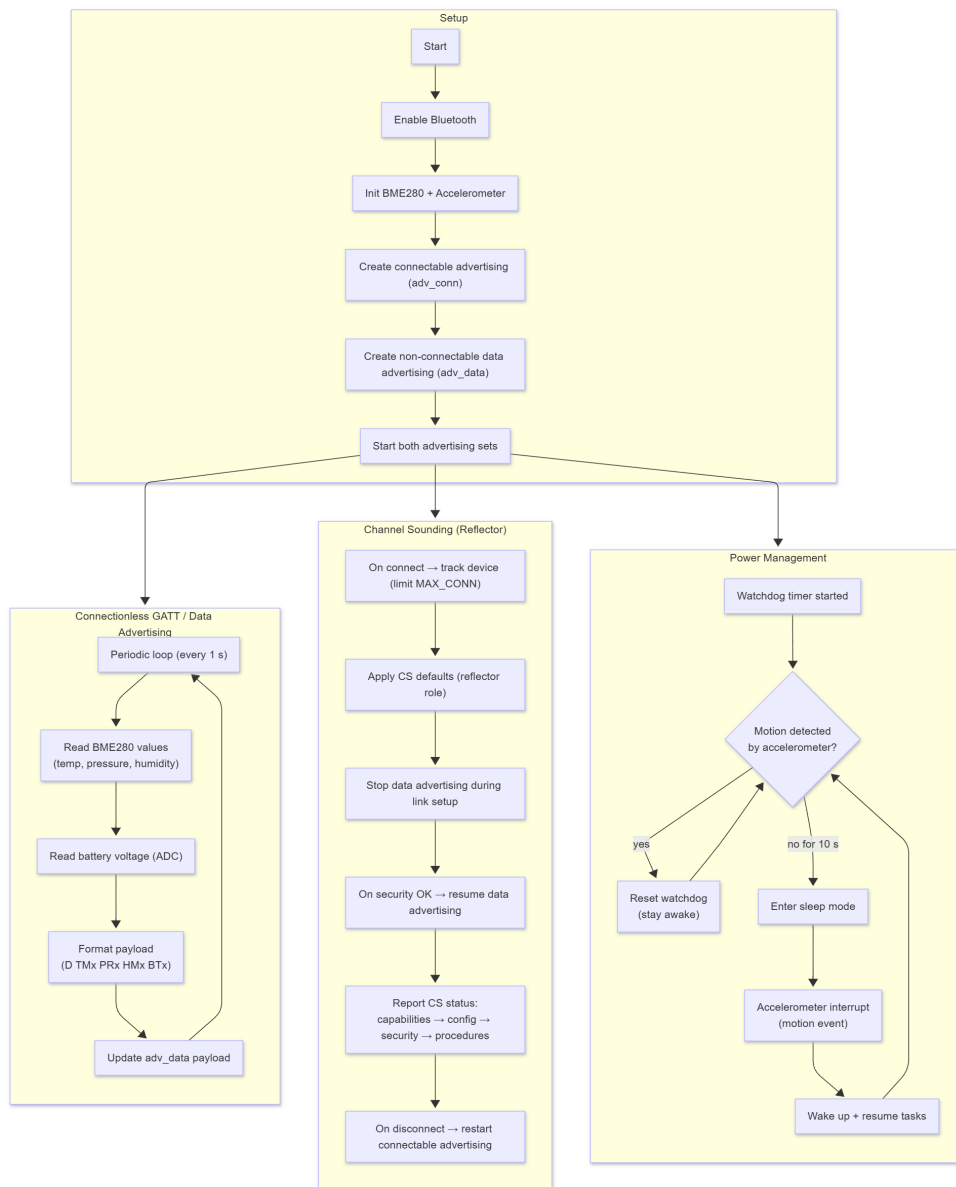 Setup
Start
Enable Bluetooth
Init BME280 + Accelerometer
Create connectable advertising
(adv_conn)
Create non-connectable data
advertising (adv_data)
Start both advertising sets
Connectionless GATT / Data
Advertising
Periodic loop (every 1 s)
Read BME280 values
(temp, pressure, humidity)
Read battery voltage (ADC)
Format payload
(D TMx PRx HMx BTx)
Update adv_data payload
Channel Sounding (Reflector)
On connect → track device
(limit MAX_CONN)
Apply CS defaults (reflector
role)
Stop data advertising during
link setup
On security OK → resume data
advertising
Report CS status:
capabilities → config →
security → procedures
On disconnect → restart
connectable advertising
Power Management
Watchdog timer started
Motion detected
by accelerometer?
yes
no for 10 s
Reset watchdog
(stay awake)
Enter sleep mode
Accelerometer interrupt
(motion event)
Wake up + resume tasks